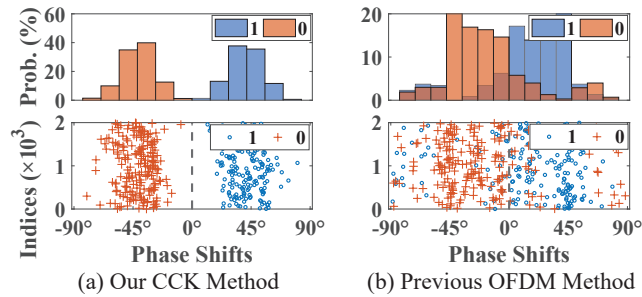 60
40
20
0
Prob. (%)
1 0
20
10
0
1 0
2
1
0
Indices (×10³)
1 0
2
1
0
1 0
-90° -45° 0° 45° 90°
-90° -45° 0° 45° 90°
Phase Shifts
Phase Shifts
(a) Our CCK Method
(b) Previous OFDM Method